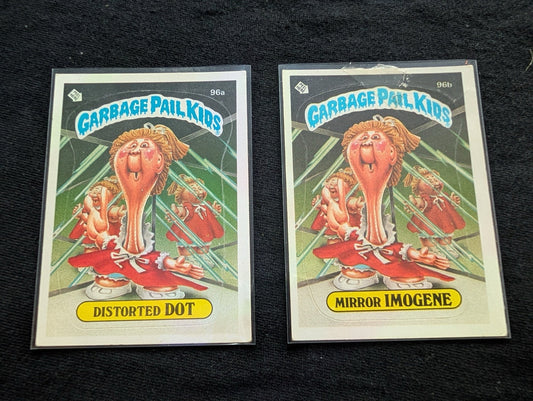 96a
GARBAGE PAIL KIDS
DISTORTED DOT
96b
GARBAGE PAIL KIDS
MIRROR IMOGENE